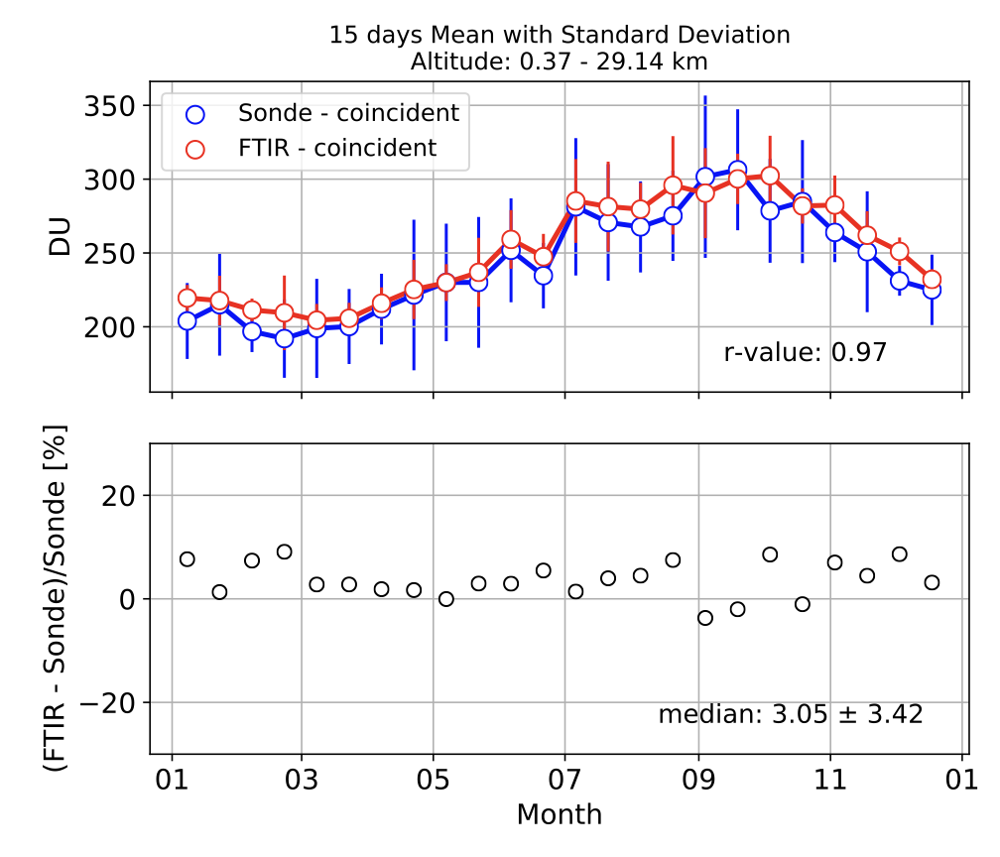 15 days Mean with Standard Deviation
Altitude: 0.37 - 29.14 km
350
300
250
200
DU
Sonde - coincident
FTIR - coincident
r-value: 0.97
20
0
−20
(FTIR - Sonde)/Sonde [%]
median: 3.05 ± 3.42
01 03 05 07 09 11 01
Month